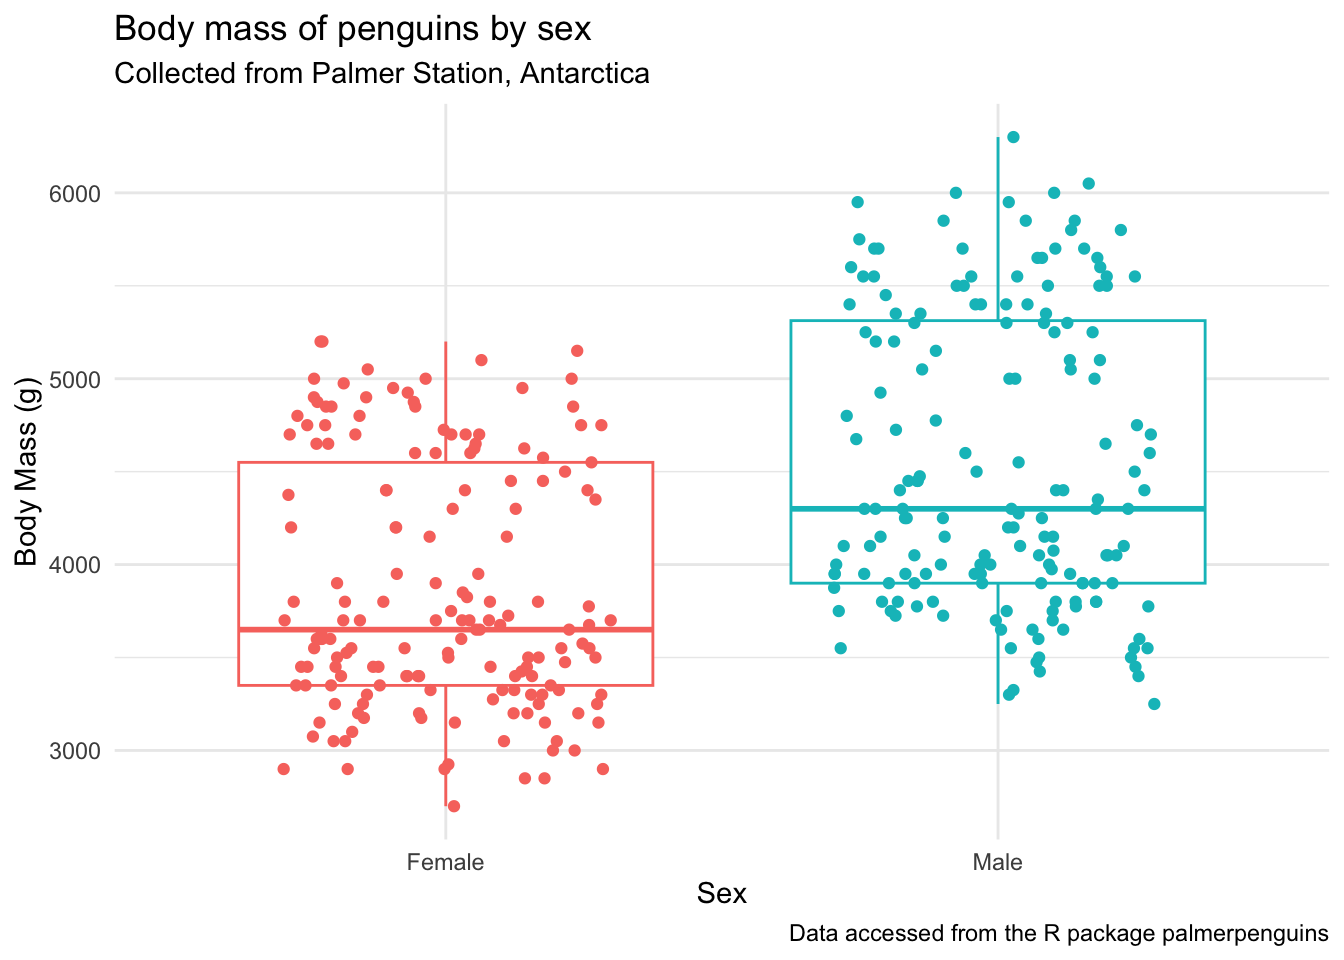 Body mass of penguins by sex
Collected from Palmer Station, Antarctica
6000
5000
4000
3000
Body Mass (g)
Female
Male
Sex
Data accessed from the R package palmerpenguins